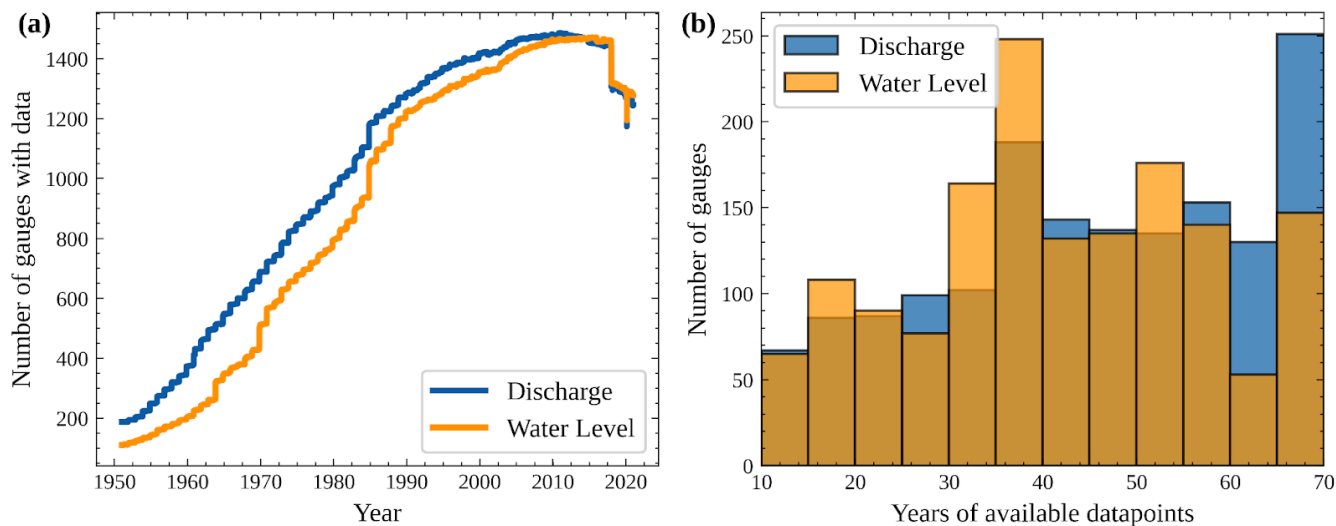 (a)
Number of gauges with data
1400
1200
1000
800
600
400
200
1950 1960 1970 1980 1990 2000 2010 2020
Year
Discharge
Water Level
(b)
Number of gauges
250
200
150
100
50
0
10 20 30 40 50 60 70
Years of available datapoints
Discharge
Water Level